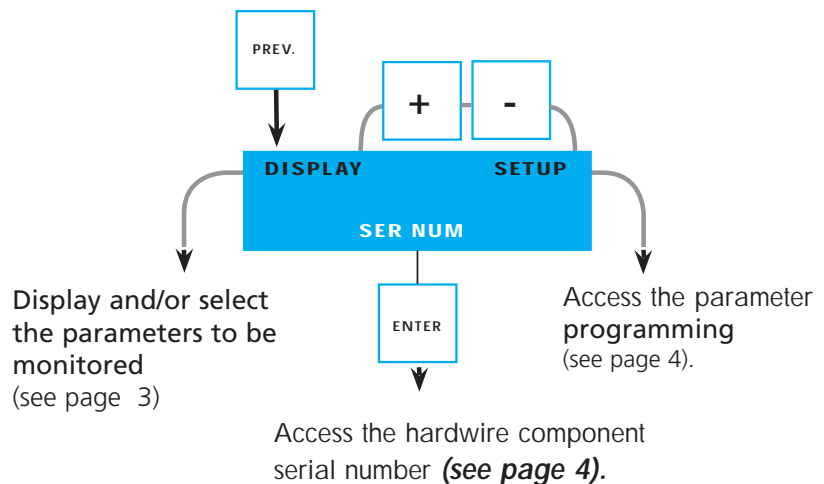 PREV.
+ -
DISPLAY SETUP
SER NUM
ENTER
Display and/or select
the parameters to be
monitored
(see page 3)
Access the parameter
programming
(see page 4).
Access the hardwire component
serial number (see page 4).